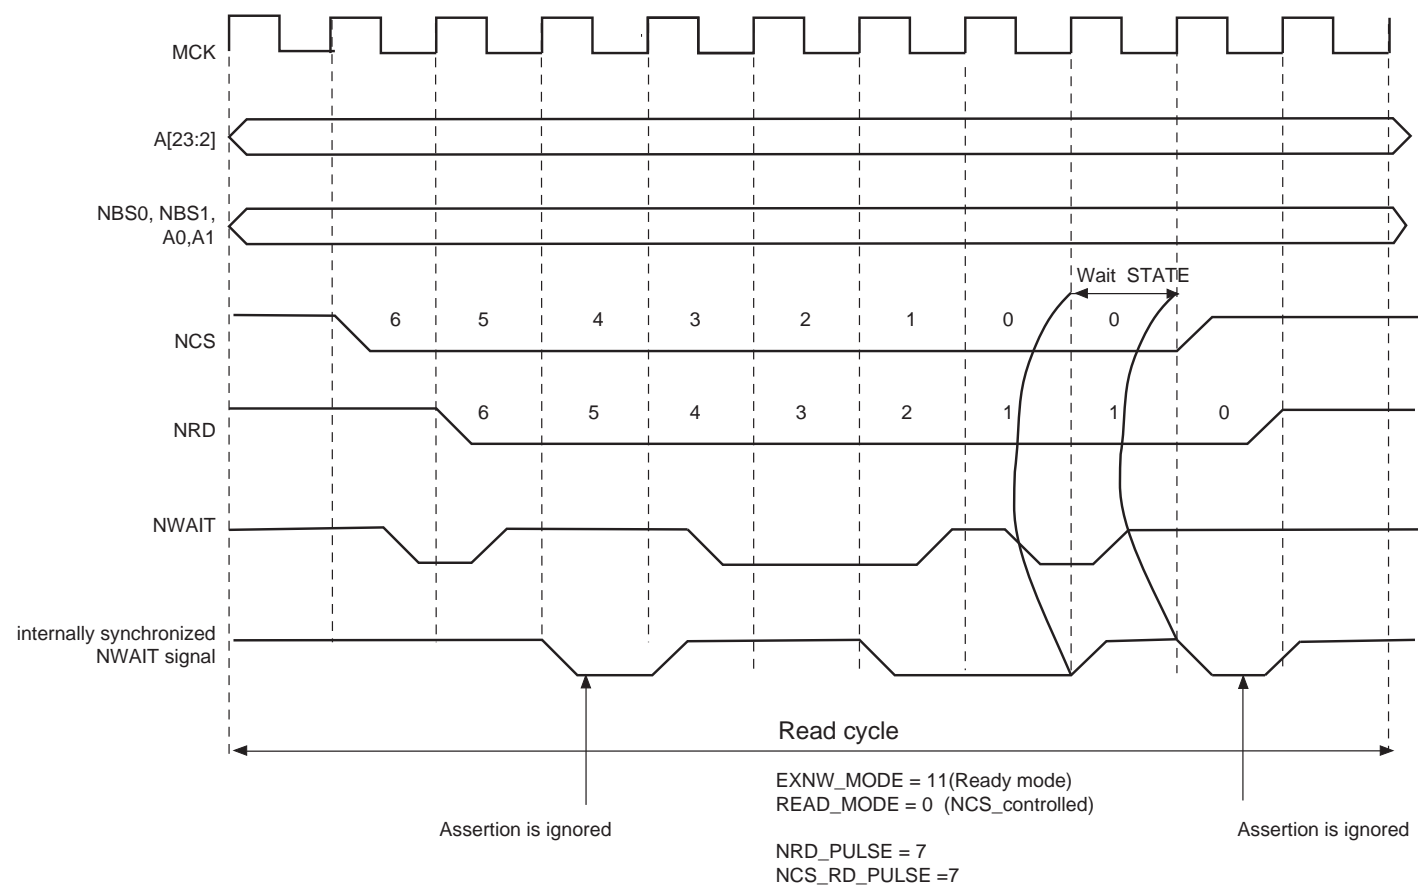 MCK
A[23:2]
NBS0, NBS1,
A0,A1
Wait STATE
NCS
6 5 4 3 2 1 0 0
NRD
6 5 4 3 2 1 1 0
NWAIT
internally synchronized
NWAIT signal
Read cycle
EXNW_MODE = 11(Ready mode)
READ_MODE = 0 (NCS_controlled)
Assertion is ignored
Assertion is ignored
NRD_PULSE = 7
NCS_RD_PULSE =7